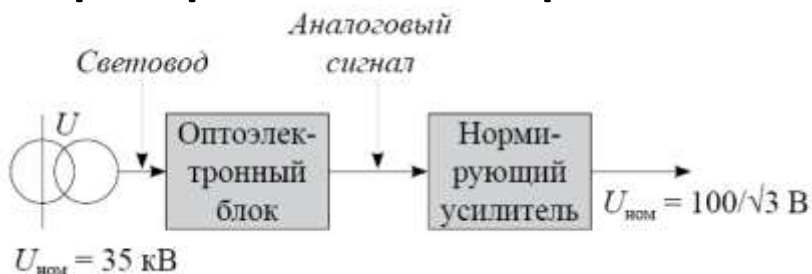 Аналоговый
сигнал
Световод
U
Оптоэлек-
тронный
блок
Норми-
рующий
усилитель
Uном = 100/√3 В
Uном = 35 кВ